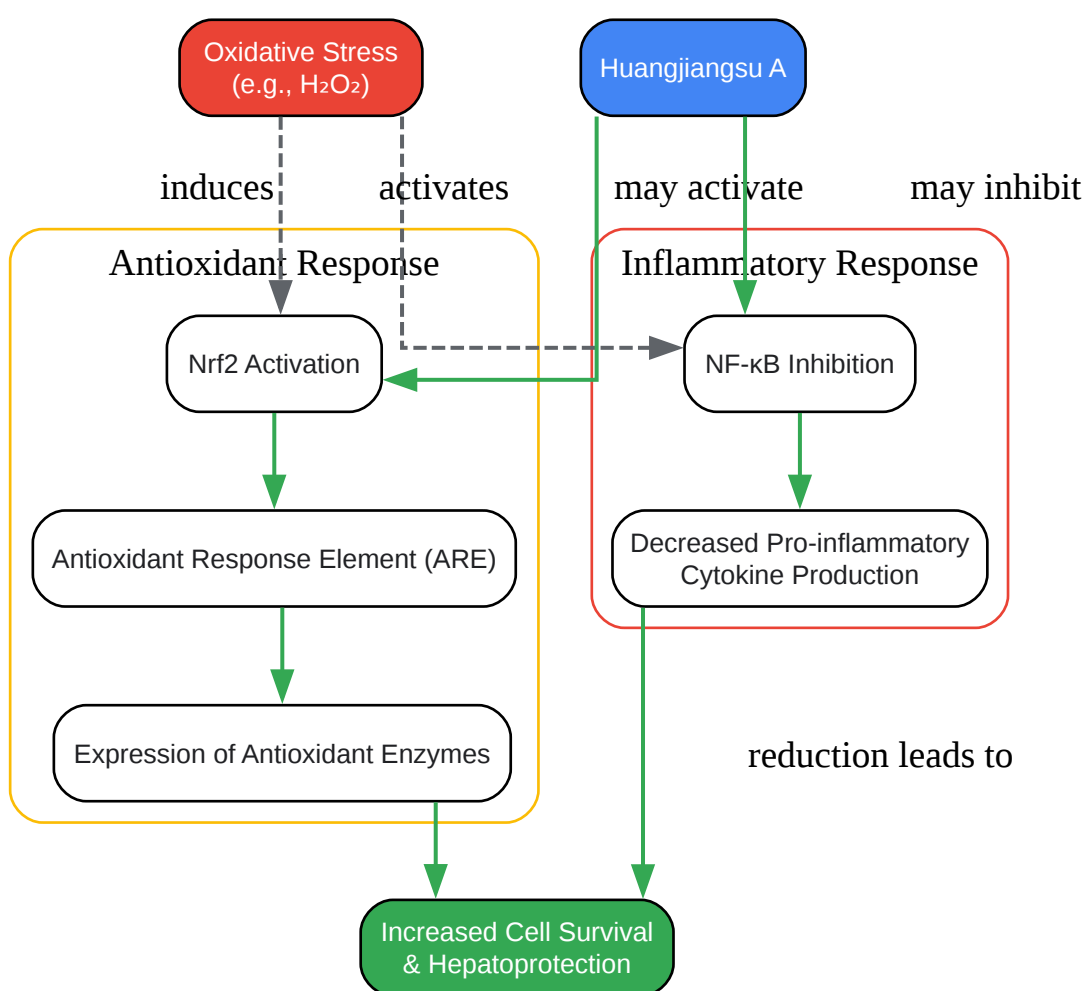 Oxidative Stress
(e.g., H₂O₂)
Huangjiangsu A
induces
activates
may activate
may inhibit
Antioxidant Response
Inflammatory Response
Nrf2 Activation
NF-κB Inhibition
Antioxidant Response Element (ARE)
Decreased Pro-inflammatory
Cytokine Production
Expression of Antioxidant Enzymes
reduction leads to
Increased Cell Survival
& Hepatoprotection